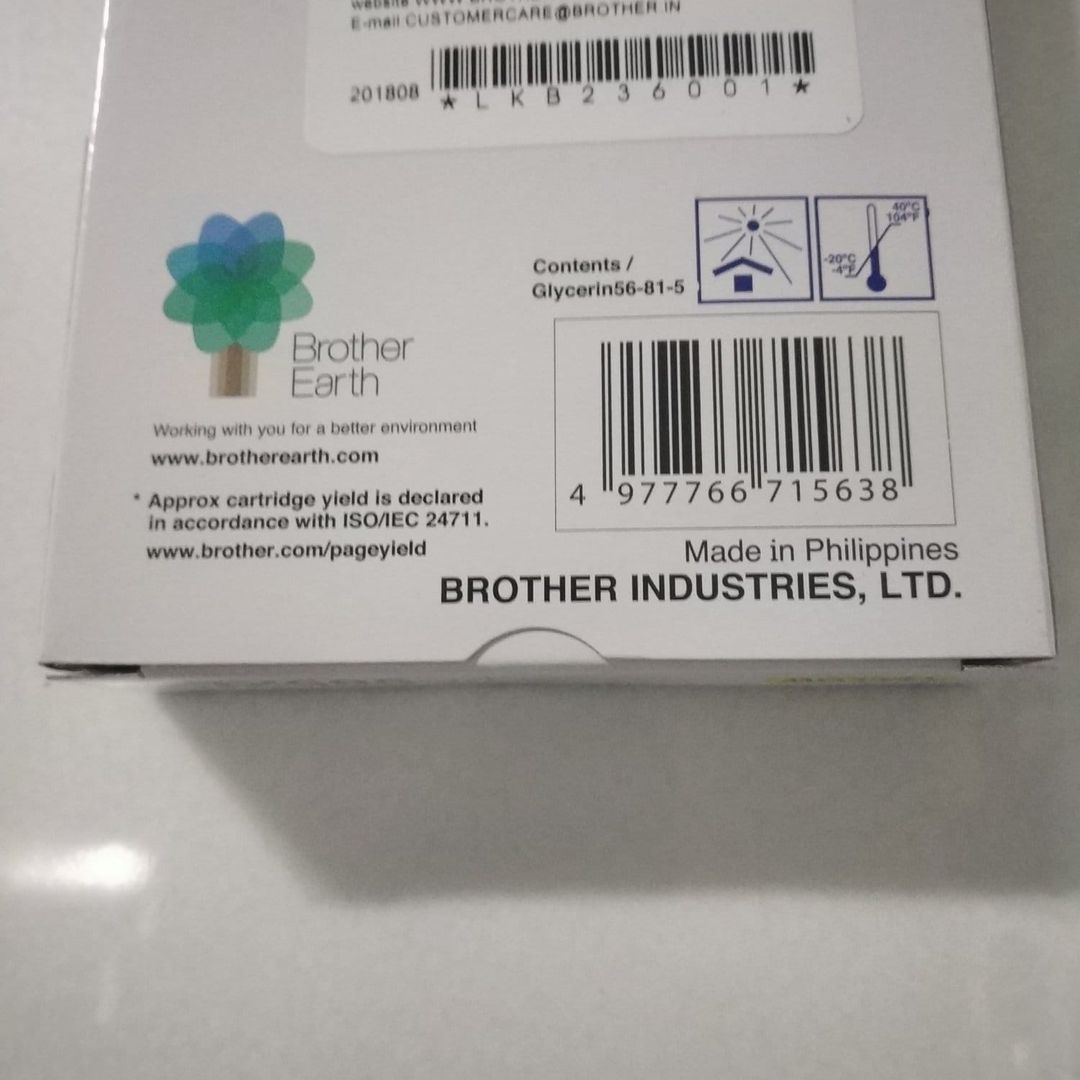 E-mail:CUSTOMERCARE@BROTHER.IN
201808
★LKB236001★
40°C
104°F
-20°C
-4°F
Contents /
Glycerin56-81-5
Brother
Earth
Working with you for a better environment
www.brotherearth.com
* Approx cartridge yield is declared
in accordance with ISO/IEC 24711.
www.brother.com/pageyield
4 977766 715638
Made in Philippines
BROTHER INDUSTRIES, LTD.